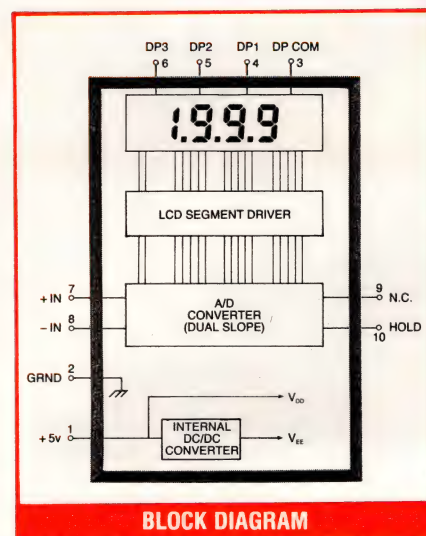 DP3 DP2 DP1 DP COM
6 5 4 3
1.9.9.9
LCD SEGMENT DRIVER
+ IN 7
- IN 8
A/D
CONVERTER
(DUAL SLOPE)
9 N.C.
HOLD
10
GRND 2
+5v 1
VDD
INTERNAL
DC/DC
CONVERTER
VEE
BLOCK DIAGRAM